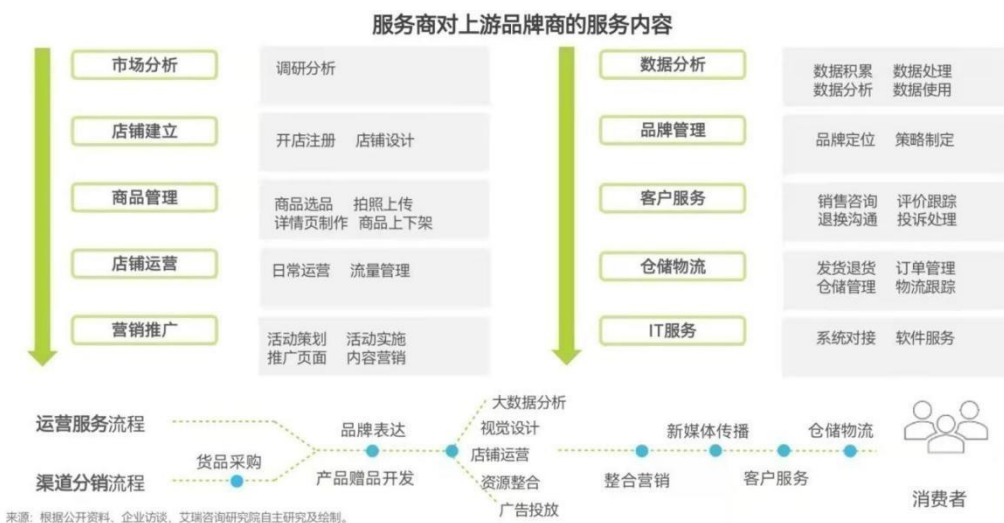 服务商对上游品牌商的服务内容
市场分析
调研分析
店铺建立
开店注册 店铺设计
商品管理
商品选品 拍照上传
详情页制作 商品上下架
店铺运营
日常运营 流量管理
营销推广
活动策划 活动实施
推广页面 内容营销
数据分析
数据积累 数据处理
数据分析 数据使用
品牌管理
品牌定位 策略制定
客户服务
销售咨询 评价跟踪
退换沟通 投诉处理
仓储物流
发货退货 订单管理
仓储管理 物流跟踪
IT服务
系统对接 软件服务
运营服务流程
渠道分销流程
货品采购
品牌表达
产品赠品开发
大数据分析
视觉设计
店铺运营
资源整合
广告投放
整合营销
新媒体传播
客户服务
仓储物流
消费者
来源：根据公开资料、企业访谈，艾瑞咨询研究院自主研究及绘制。